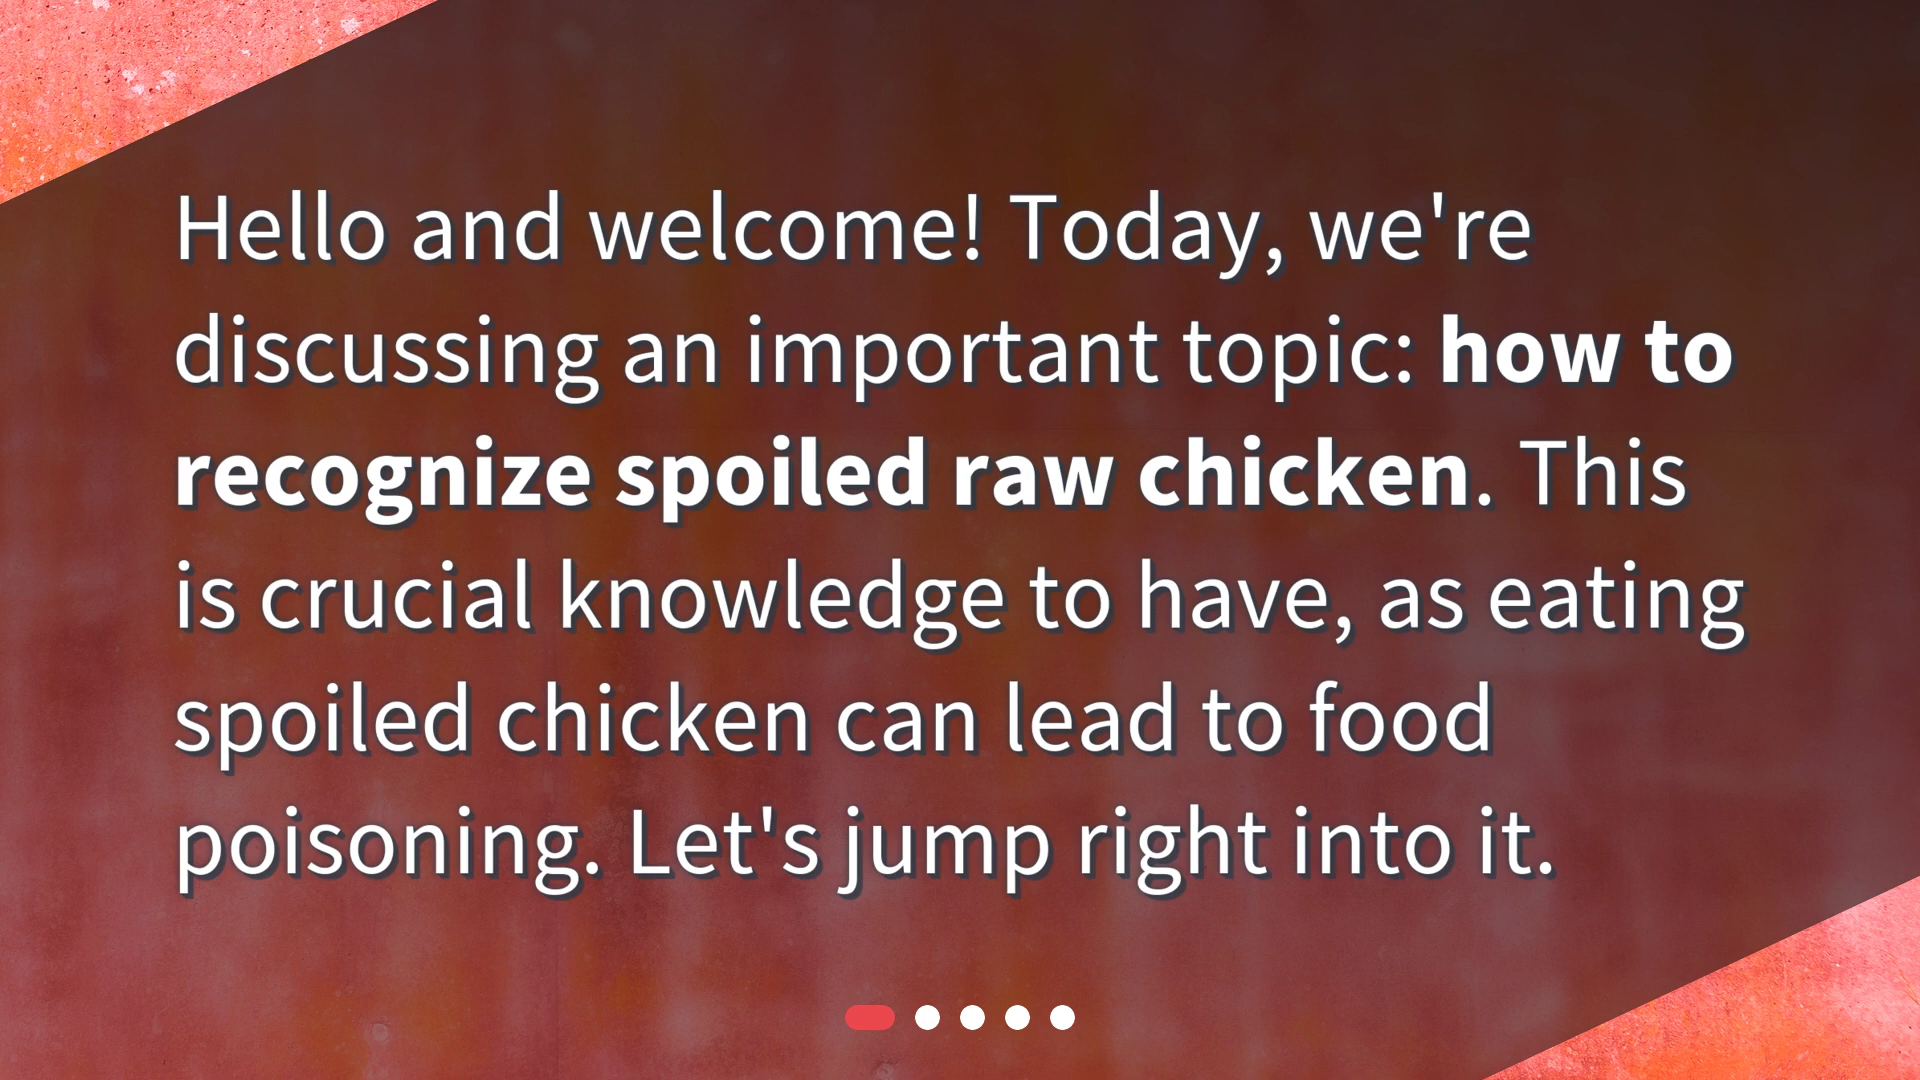 Hello and welcome! Today, we're
discussing an important topic: how to
recognize spoiled raw chicken. This
is crucial knowledge to have, as eating
spoiled chicken can lead to food
poisoning. Let's jump right into it.